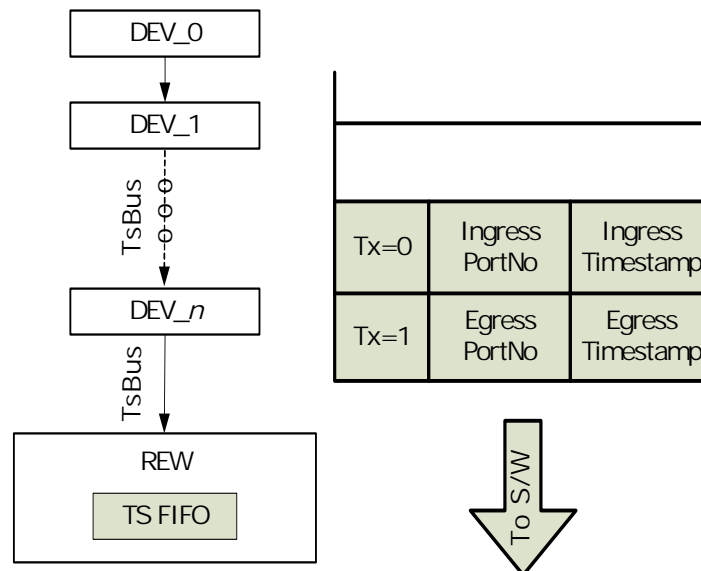 DEV_0
DEV_1
TsBus
o o o
DEV_n
TsBus
REW
TS FIFO
Tx=0
Ingress
PortNo
Ingress
Timestamp
Tx=1
Egress
PortNo
Egress
Timestamp
To S/W